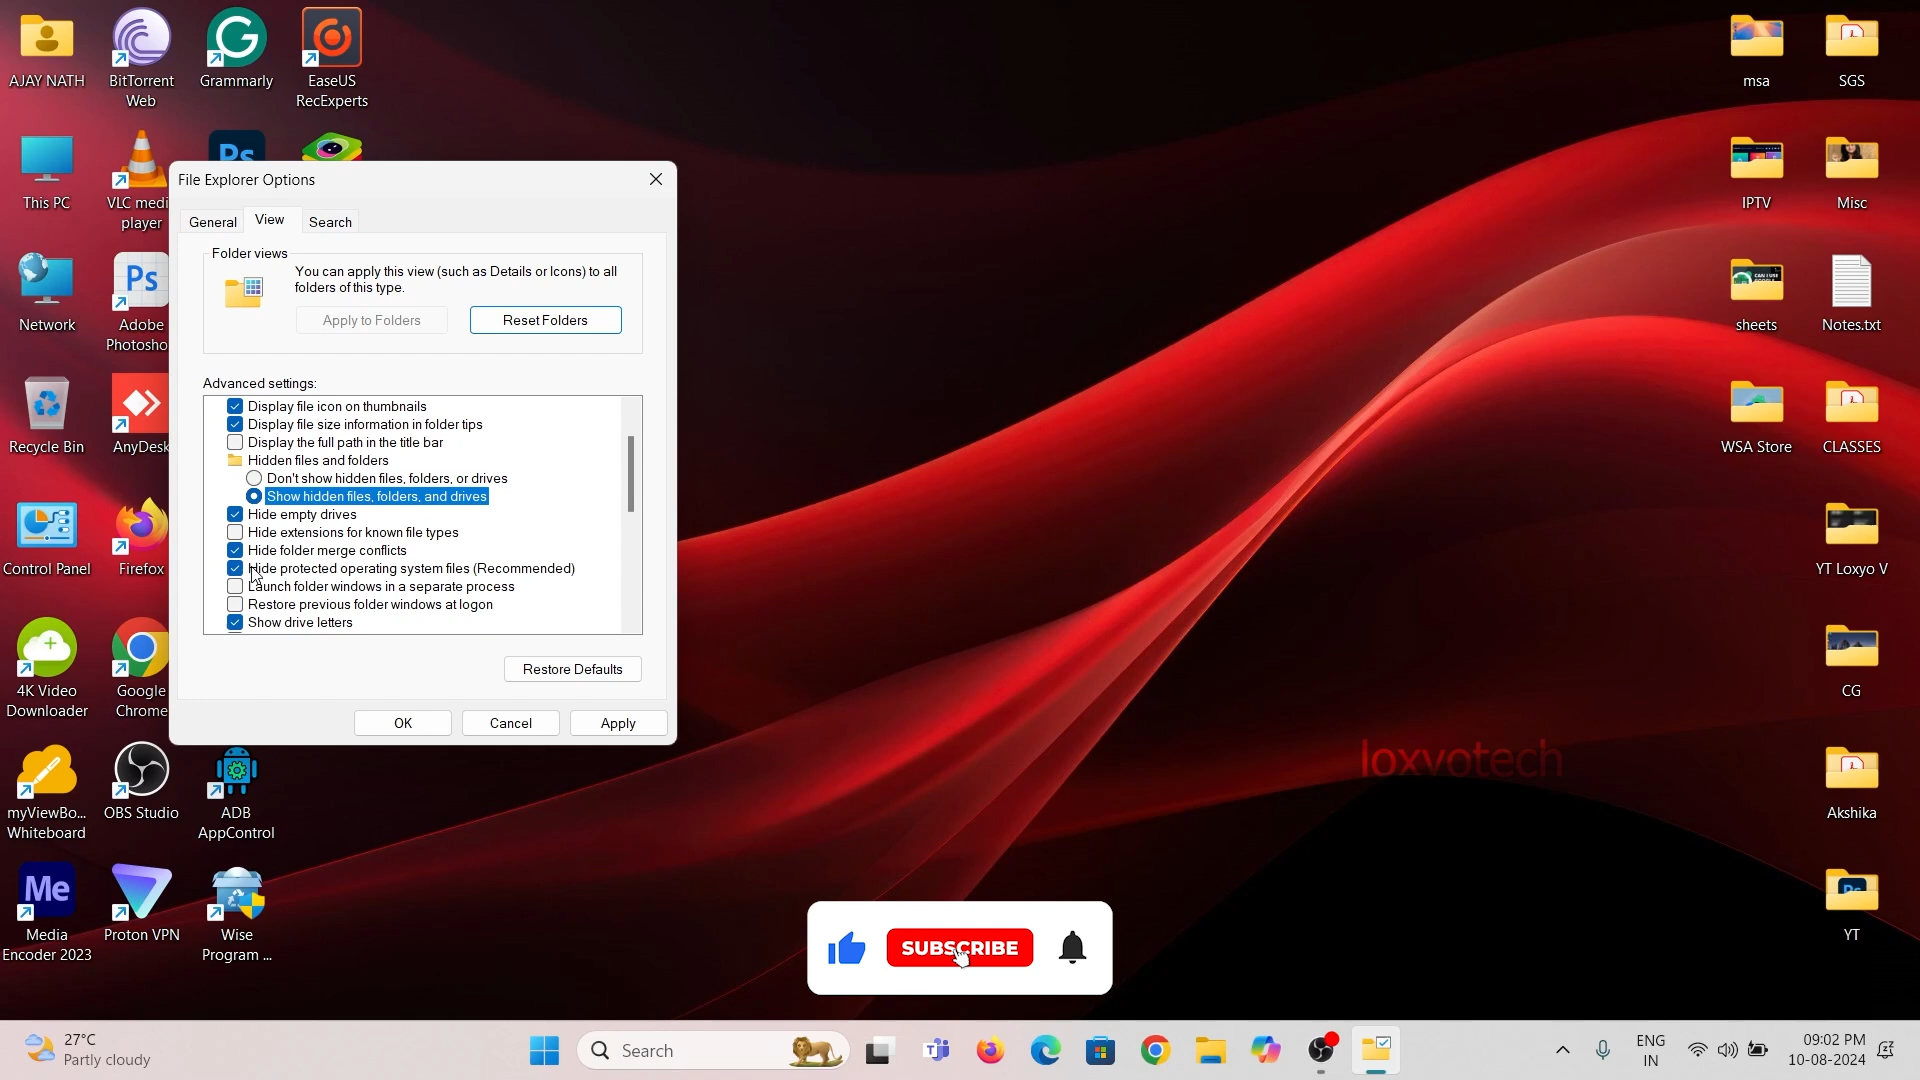 AJAY NATH
BitTorrent
Web
Grammarly
EaseUS
RecExperts
This PC
VLC medi
player
Ps
Network
Ps
Adobe
Photosho
Recycle Bin
AnyDesk
Control Panel
Firefox
4K Video
Downloader
Google
Chrome
myViewBo...
Whiteboard
OBS Studio
ADB
AppControl
Me
Media
Encoder 2023
Proton VPN
Wise
Program ...
File Explorer Options
General
View
Search
Folder views
You can apply this view (such as Details or Icons) to all
folders of this type.
Apply to Folders
Reset Folders
Advanced settings:
Display file icon on thumbnails
Display file size information in folder tips
Display the full path in the title bar
Hidden files and folders
Don't show hidden files, folders, or drives
Show hidden files, folders, and drives
Hide empty drives
Hide extensions for known file types
Hide folder merge conflicts
Hide protected operating system files (Recommended)
Launch folder windows in a separate process
Restore previous folder windows at logon
Show drive letters
Restore Defaults
OK
Cancel
Apply
msa
SGS
IPTV
Misc
sheets
Notes.txt
WSA Store
CLASSES
YT Loxyo V
CG
Akshika
Ps
YT
loxyotech
SUBSCRIBE
27°C
Partly cloudy
Search
ENG
IN
09:02 PM
10-08-2024